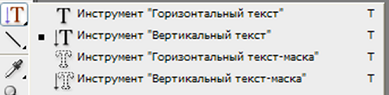 Инструмент "Горизонтальный текст" T
Инструмент "Вертикальный текст" T
Инструмент "Горизонтальный текст-маска" T
Инструмент "Вертикальный текст-маска" T